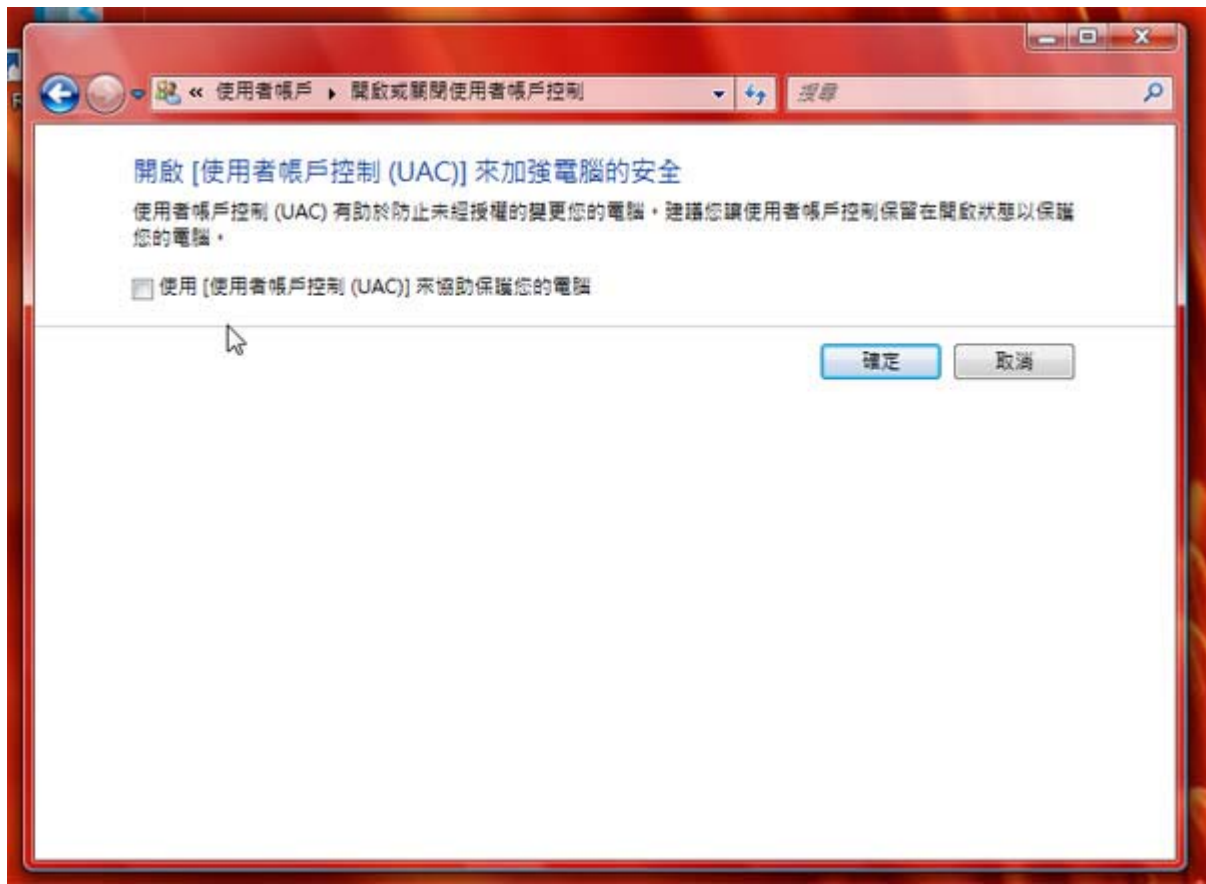 « 使用者帳戶 ▸ 開啟或關閉使用者帳戶控制
搜尋
開啟 [使用者帳戶控制 (UAC)] 來加強電腦的安全
使用者帳戶控制 (UAC) 有助於防止未經授權的變更您的電腦。建議您讓使用者帳戶控制保留在開啟狀態以保護
您的電腦。
使用 [使用者帳戶控制 (UAC)] 來協助保護您的電腦
確定
取消